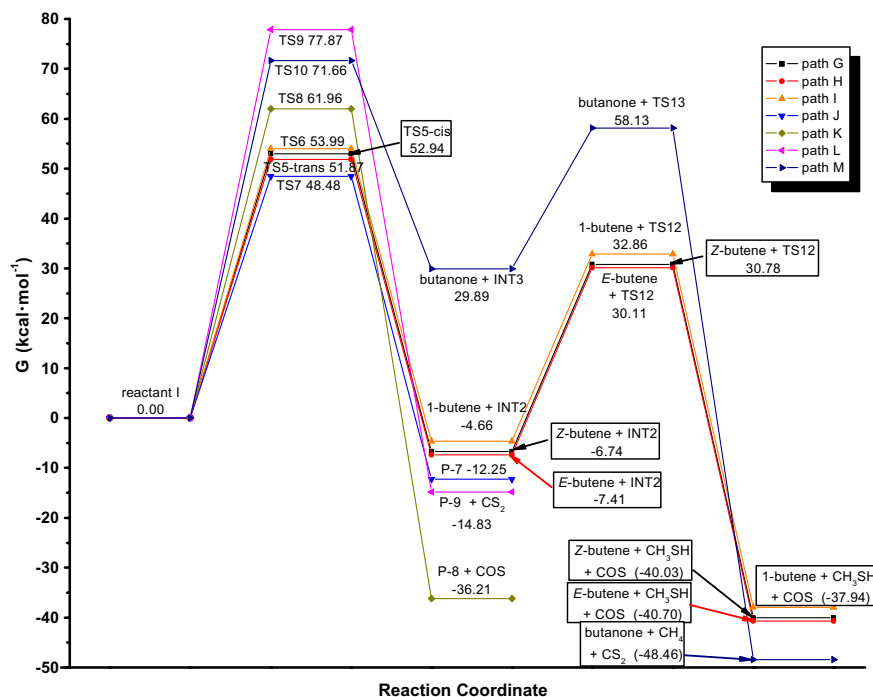 80
70
60
50
40
30
20
10
0
-10
-20
-30
-40
-50
G (kcal·mol⁻¹)
Reaction Coordinate
TS9 77.87
TS10 71.66
TS8 61.96
TS6 53.99
TS5-trans 51.87
TS7 48.48
TS5-cis
52.94
path G
path H
path I
path J
path K
path L
path M
butanone + TS13
58.13
1-butene + TS12
32.86
Z-butene + TS12
30.78
E-butene
+ TS12
30.11
butanone + INT3
29.89
reactant I
0.00
1-butene + INT2
-4.66
Z-butene + INT2
-6.74
E-butene + INT2
-7.41
P-7 -12.25
P-9 + CS₂
-14.83
P-8 + COS
-36.21
Z-butene + CH₃SH
+ COS (-40.03)
1-butene + CH₃SH
+ COS (-37.94)
E-butene + CH₃SH
+ COS (-40.70)
butanone + CH₄
+ CS₂ (-48.46)